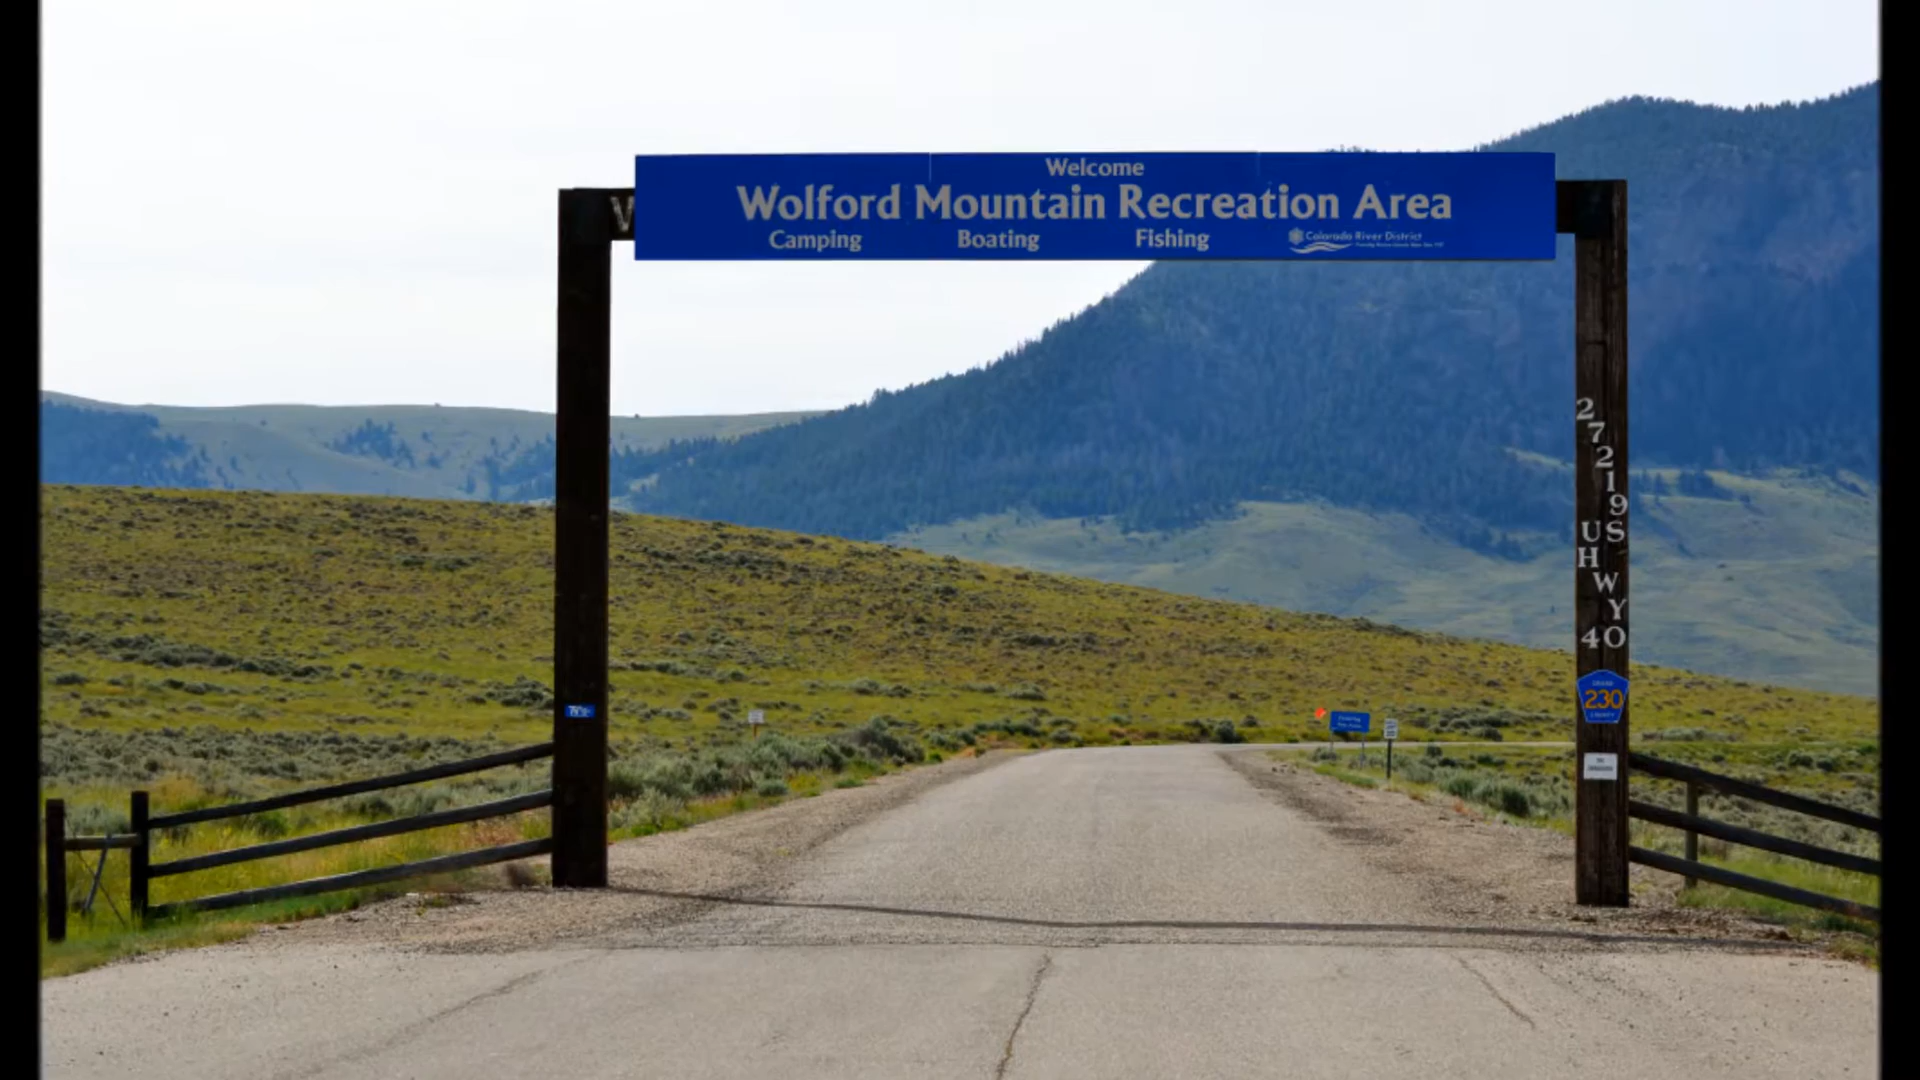 Welcome
Wolford Mountain Recreation Area
Camping Boating Fishing
Colorado River District
W
27219 US
HWY
40
230